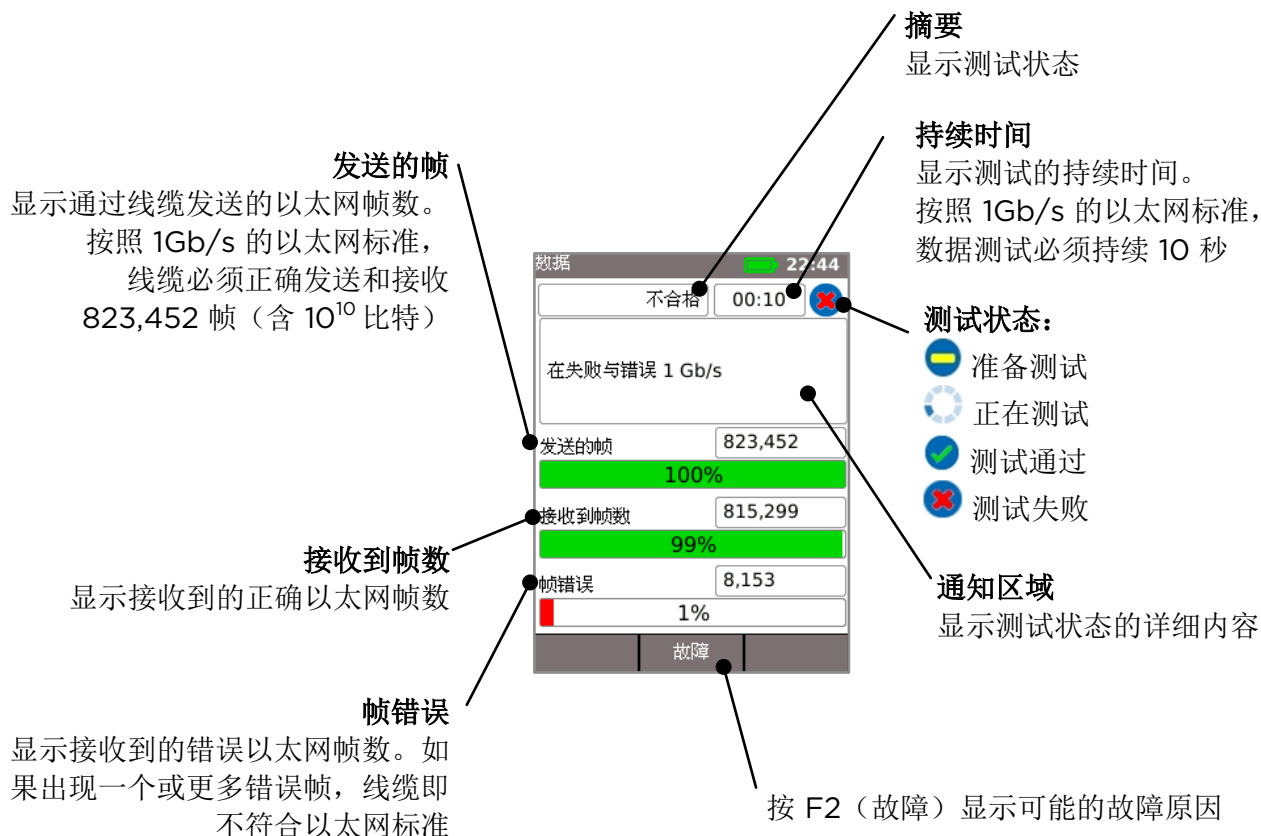 摘要
显示测试状态
持续时间
显示测试的持续时间。
按照 1Gb/s 的以太网标准，
数据测试必须持续 10 秒
发送的帧
显示通过线缆发送的以太网帧数。
按照 1Gb/s 的以太网标准，
线缆必须正确发送和接收
823,452 帧（含 10¹⁰ 比特）
数据 22:44
不合格 00:10
在失败与错误 1 Gb/s
发送的帧 823,452
100%
接收到帧数 815,299
99%
帧错误 8,153
1%
故障
测试状态：
准备测试
正在测试
测试通过
测试失败
接收到帧数
显示接收到的正确以太网帧数
通知区域
显示测试状态的详细内容
帧错误
显示接收到的错误以太网帧数。如
果出现一个或更多错误帧，线缆即
不符合以太网标准
按 F2（故障）显示可能的故障原因